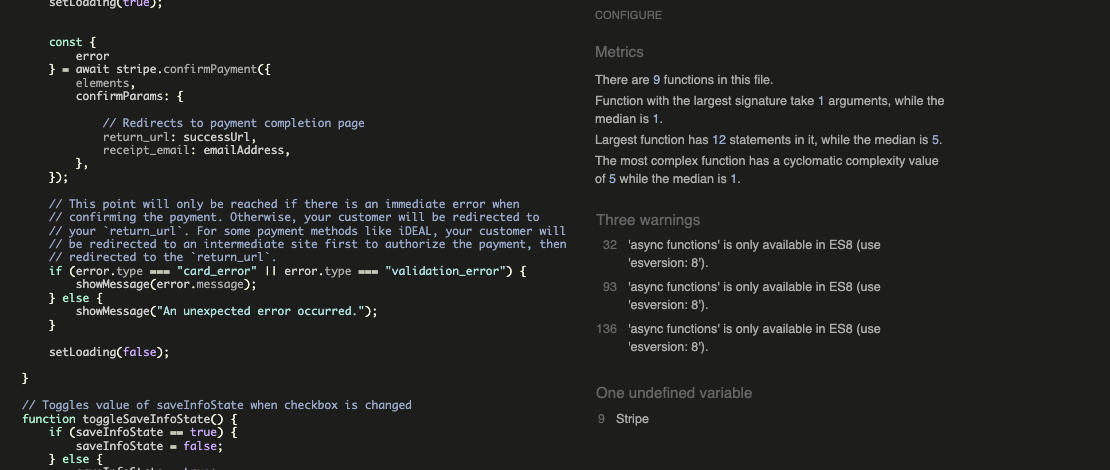 setLoading(true);
const {
error
} = await stripe.confirmPayment({
elements,
confirmParams: {
// Redirects to payment completion page
return_url: successUrl,
receipt_email: emailAddress,
},
});
// This point will only be reached if there is an immediate error when
// confirming the payment. Otherwise, your customer will be redirected to
// your `return_url`. For some payment methods like iDEAL, your customer will
// be redirected to an intermediate site first to authorize the payment, then
// redirected to the `return_url`.
if (error.type === "card_error" || error.type === "validation_error") {
showMessage(error.message);
} else {
showMessage("An unexpected error occurred.");
}
setLoading(false);
}
// Toggles value of saveInfoState when checkbox is changed
function toggleSaveInfoState() {
if (saveInfoState == true) {
saveInfoState = false;
} else {
CONFIGURE
Metrics
There are 9 functions in this file.
Function with the largest signature take 1 arguments, while the
median is 1.
Largest function has 12 statements in it, while the median is 5.
The most complex function has a cyclomatic complexity value
of 5 while the median is 1.
Three warnings
32 'async functions' is only available in ES8 (use
'esversion: 8').
93 'async functions' is only available in ES8 (use
'esversion: 8').
136 'async functions' is only available in ES8 (use
'esversion: 8').
One undefined variable
9 Stripe